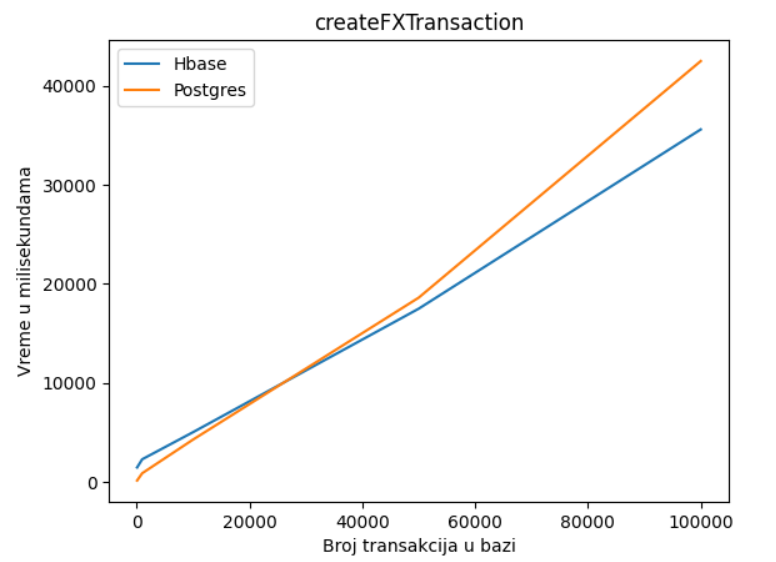 createFXTransaction
Hbase
Postgres
40000
30000
20000
10000
0
Vreme u milisekundama
0 20000 40000 60000 80000 100000
Broj transakcija u bazi